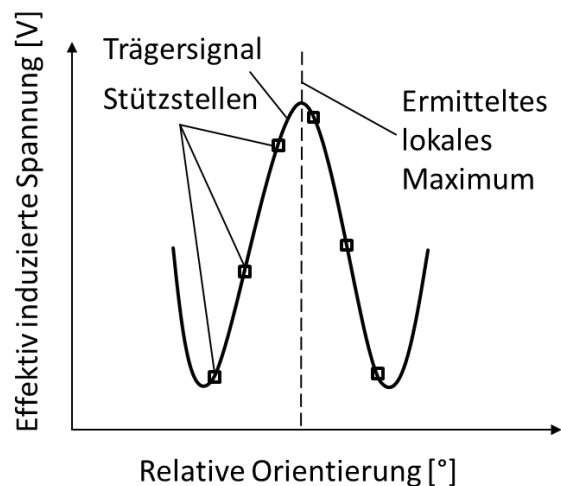 Effektiv induzierte Spannung [V]
Trägersignal
Stützstellen
Ermitteltes
lokales
Maximum
Relative Orientierung [°]